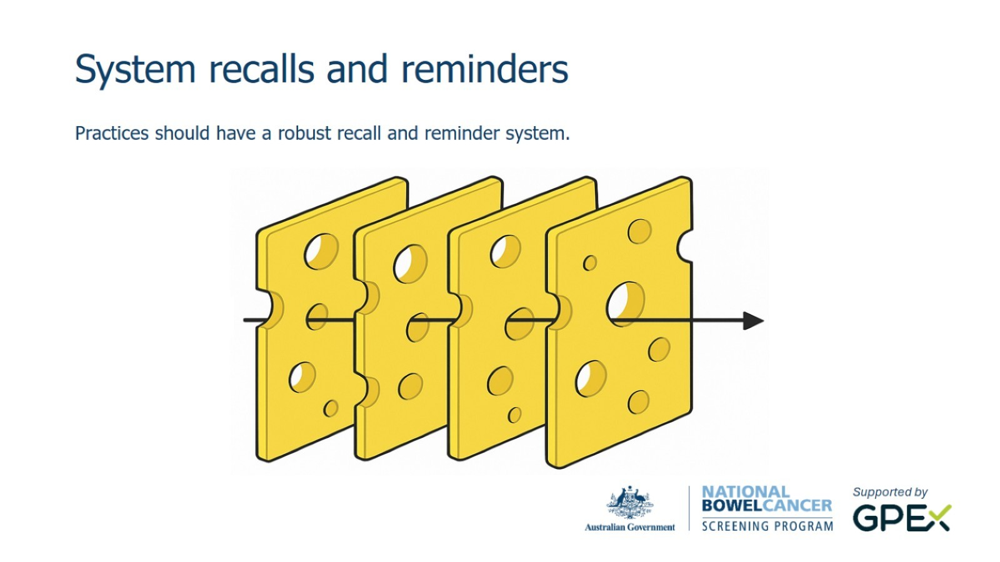 System recalls and reminders
Practices should have a robust recall and reminder system.
Australian Government
NATIONAL
BOWELCANCER
SCREENING PROGRAM
Supported by
GPEX